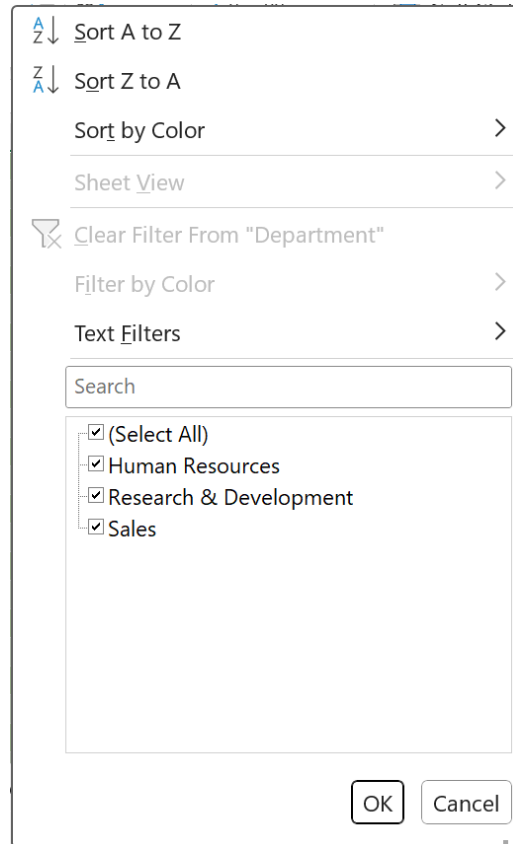 Sort A to Z
Sort Z to A
Sort by Color
Sheet View
Clear Filter From "Department"
Filter by Color
Text Filters
Search
(Select All)
Human Resources
Research & Development
Sales
OK Cancel